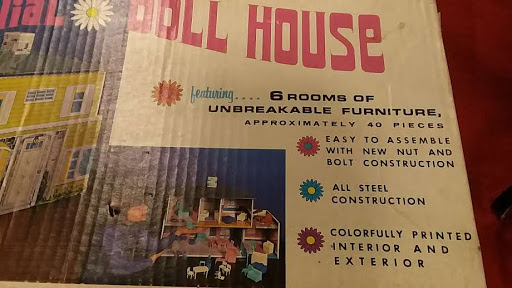 nial DOLL HOUSE
featuring.... 6 ROOMS OF
UNBREAKABLE FURNITURE,
APPROXIMATELY 40 PIECES
EASY TO ASSEMBLE
WITH NEW NUT AND
BOLT CONSTRUCTION
ALL STEEL
CONSTRUCTION
COLORFULLY PRINTED
INTERIOR AND
EXTERIOR